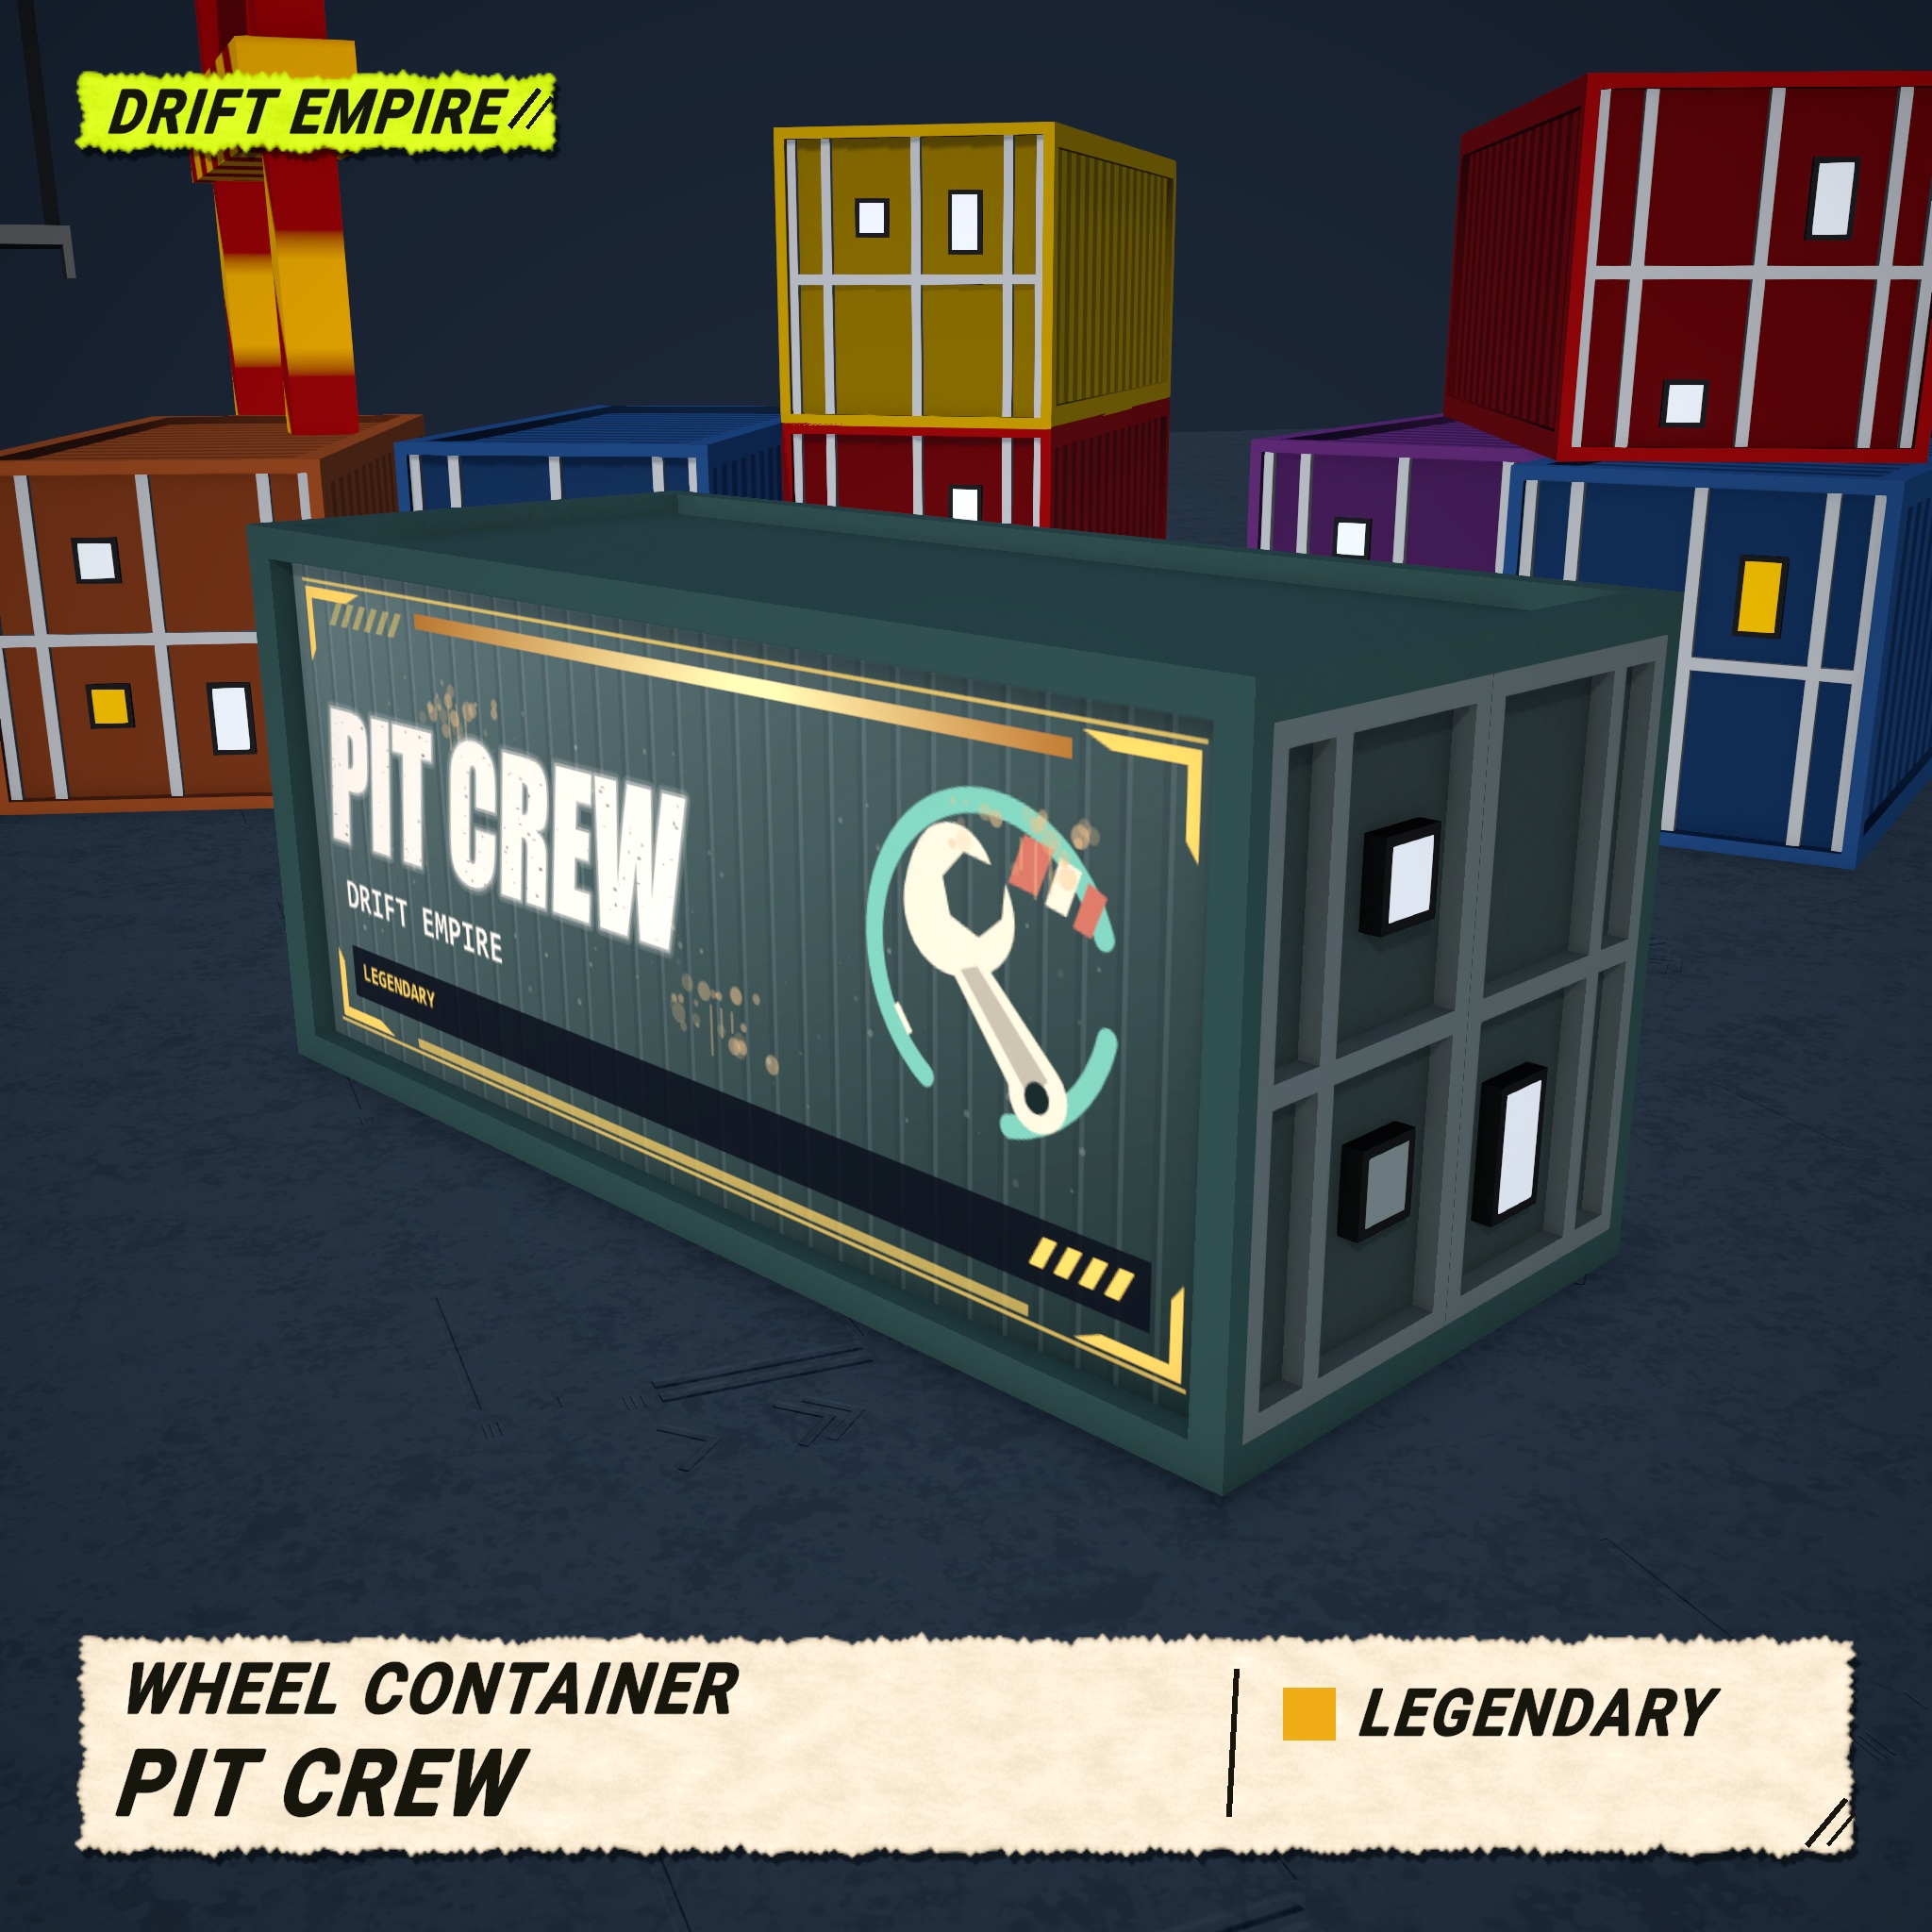 DRIFT EMPIRE//
PIT CREW
DRIFT EMPIRE
LEGENDARY
WHEEL CONTAINER
PIT CREW
LEGENDARY